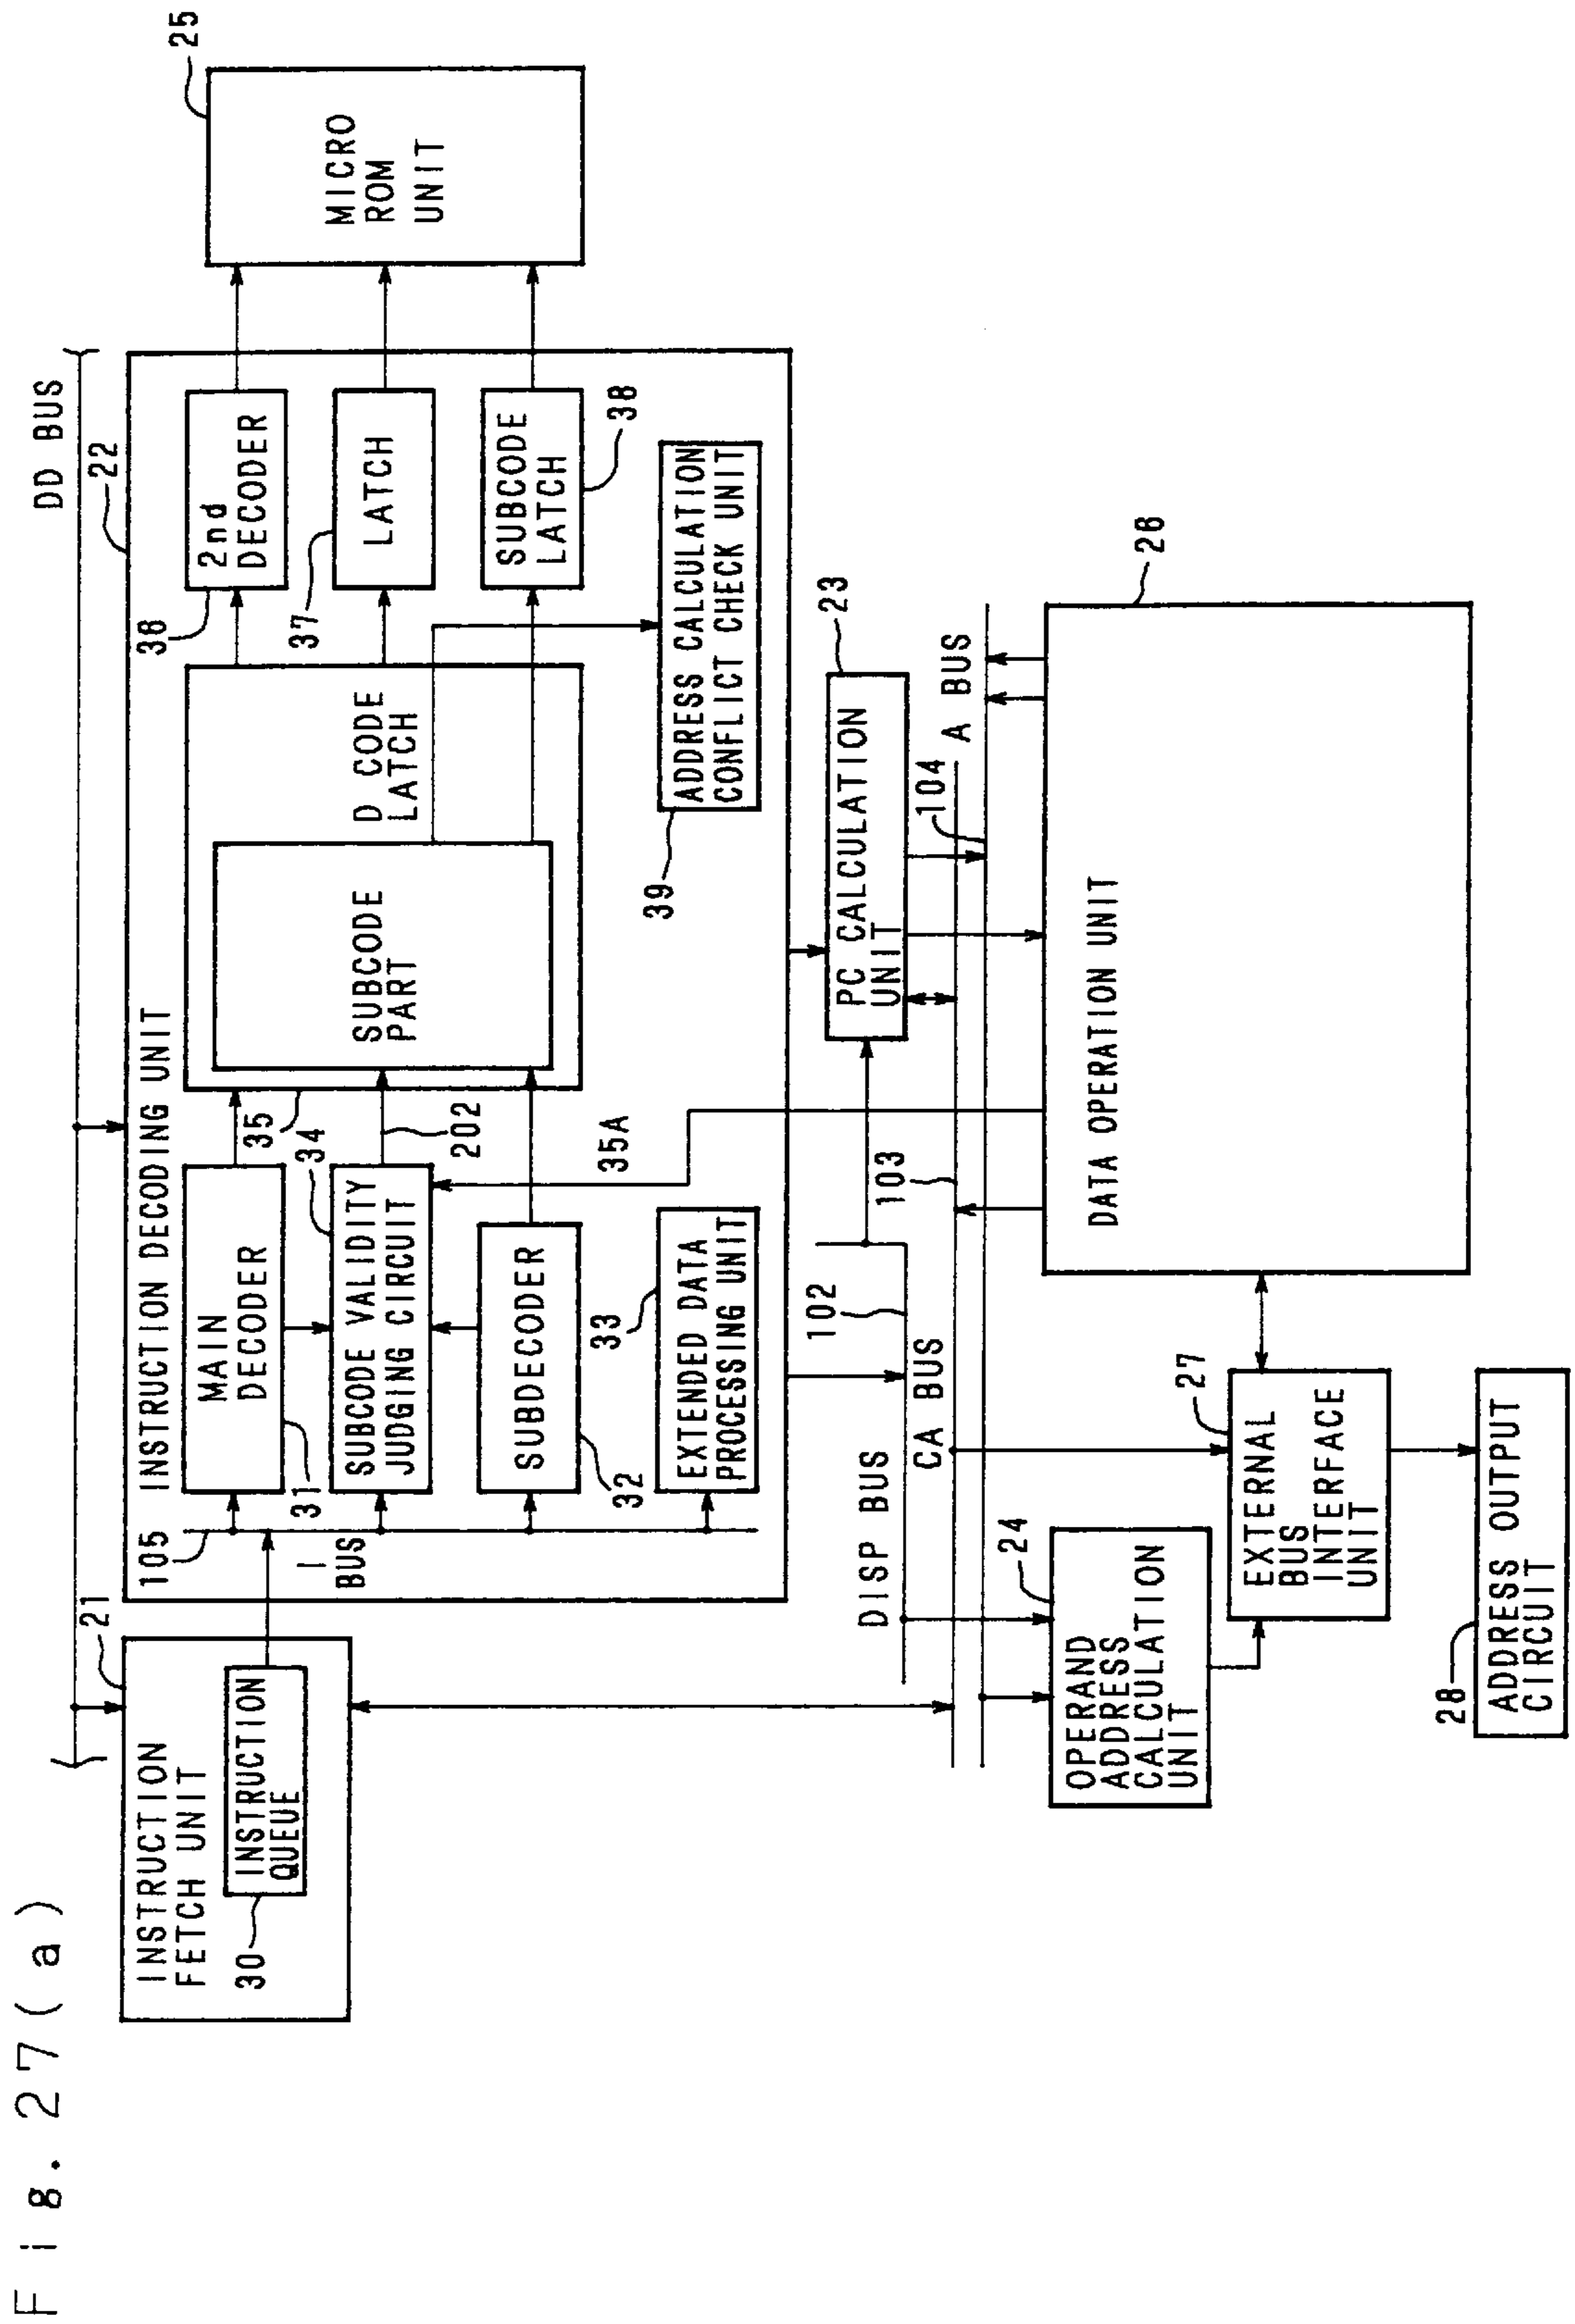 Fig. 27(a)
DD BUS
INSTRUCTION
FETCH UNIT
21
INSTRUCTION
QUEUE
30
INSTRUCTION DECODING UNIT
22
105
I
BUS
MAIN
DECODER
31
SUBCODE VALIDITY
JUDGING CIRCUIT
34
SUBDECODER
32
EXTENDED DATA
PROCESSING UNIT
33
35
202
35A
SUBCODE
PART
D CODE
LATCH
2nd
DECODER
36
LATCH
37
SUBCODE
LATCH
38
ADDRESS CALCULATION
CONFLICT CHECK UNIT
39
MICRO
ROM
UNIT
25
DISP BUS
102
CA BUS
103
A BUS
104
PC CALCULATION
UNIT
23
OPERAND
ADDRESS
CALCULATION
UNIT
24
DATA OPERATION UNIT
26
EXTERNAL
BUS
INTERFACE
UNIT
27
ADDRESS OUTPUT
CIRCUIT
28